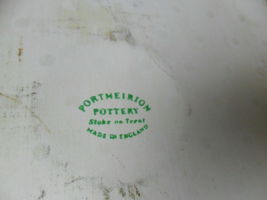 PORTMEIRION
POTTERY
Stoke on Trent
MADE IN ENGLAND